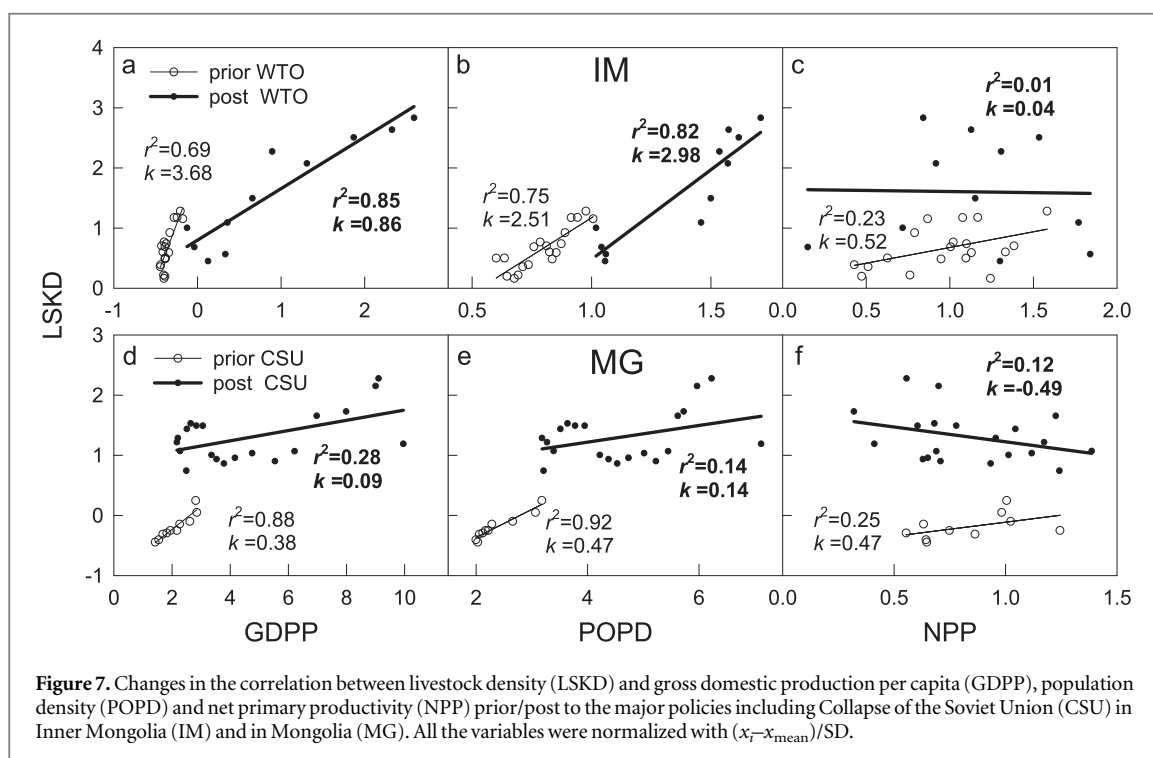 4
3
2
1
0
a
prior WTO
post WTO
r²=0.69
k =3.68
r²=0.85
k =0.86
b
IM
r²=0.75
k =2.51
r²=0.82
k =2.98
c
r²=0.01
k =0.04
r²=0.23
k =0.52
-1 0 1 2
0.5 1.0 1.5
0.0 0.5 1.0 1.5 2.0
LSKD
3
2
1
0
-1
d
prior CSU
post CSU
r²=0.28
k =0.09
r²=0.88
k =0.38
e
MG
r²=0.14
k =0.14
r²=0.92
k =0.47
f
r²=0.12
k =-0.49
r²=0.25
k =0.47
0 2 4 6 8 10
2 4 6
0.0 0.5 1.0 1.5
GDPP
POPD
NPP
Figure 7. Changes in the correlation between livestock density (LSKD) and gross domestic production per capita (GDPP), population
density (POPD) and net primary productivity (NPP) prior/post to the major policies including Collapse of the Soviet Union (CSU) in
Inner Mongolia (IM) and in Mongolia (MG). All the variables were normalized with (xᵢ–x_mean)/SD.